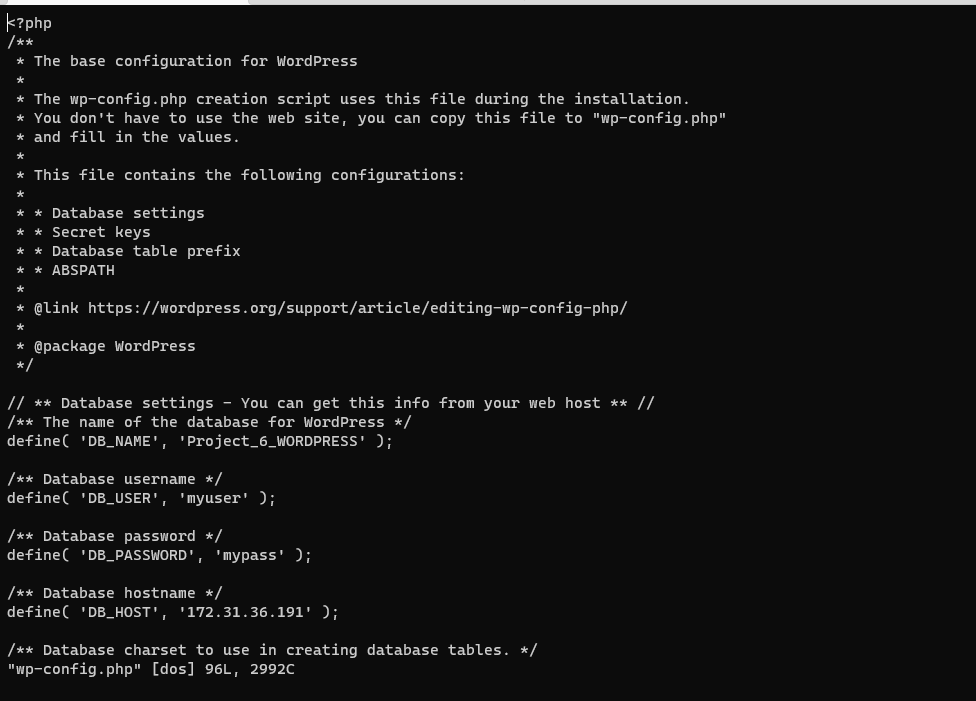 <?php
/**
 * The base configuration for WordPress
 *
 * The wp-config.php creation script uses this file during the installation.
 * You don't have to use the web site, you can copy this file to "wp-config.php"
 * and fill in the values.
 *
 * This file contains the following configurations:
 *
 * * Database settings
 * * Secret keys
 * * Database table prefix
 * * ABSPATH
 *
 * @link https://wordpress.org/support/article/editing-wp-config-php/
 *
 * @package WordPress
 */

// ** Database settings - You can get this info from your web host ** //
/** The name of the database for WordPress */
define( 'DB_NAME', 'Project_6_WORDPRESS' );

/** Database username */
define( 'DB_USER', 'myuser' );

/** Database password */
define( 'DB_PASSWORD', 'mypass' );

/** Database hostname */
define( 'DB_HOST', '172.31.36.191' );

/** Database charset to use in creating database tables. */
"wp-config.php" [dos] 96L, 2992C